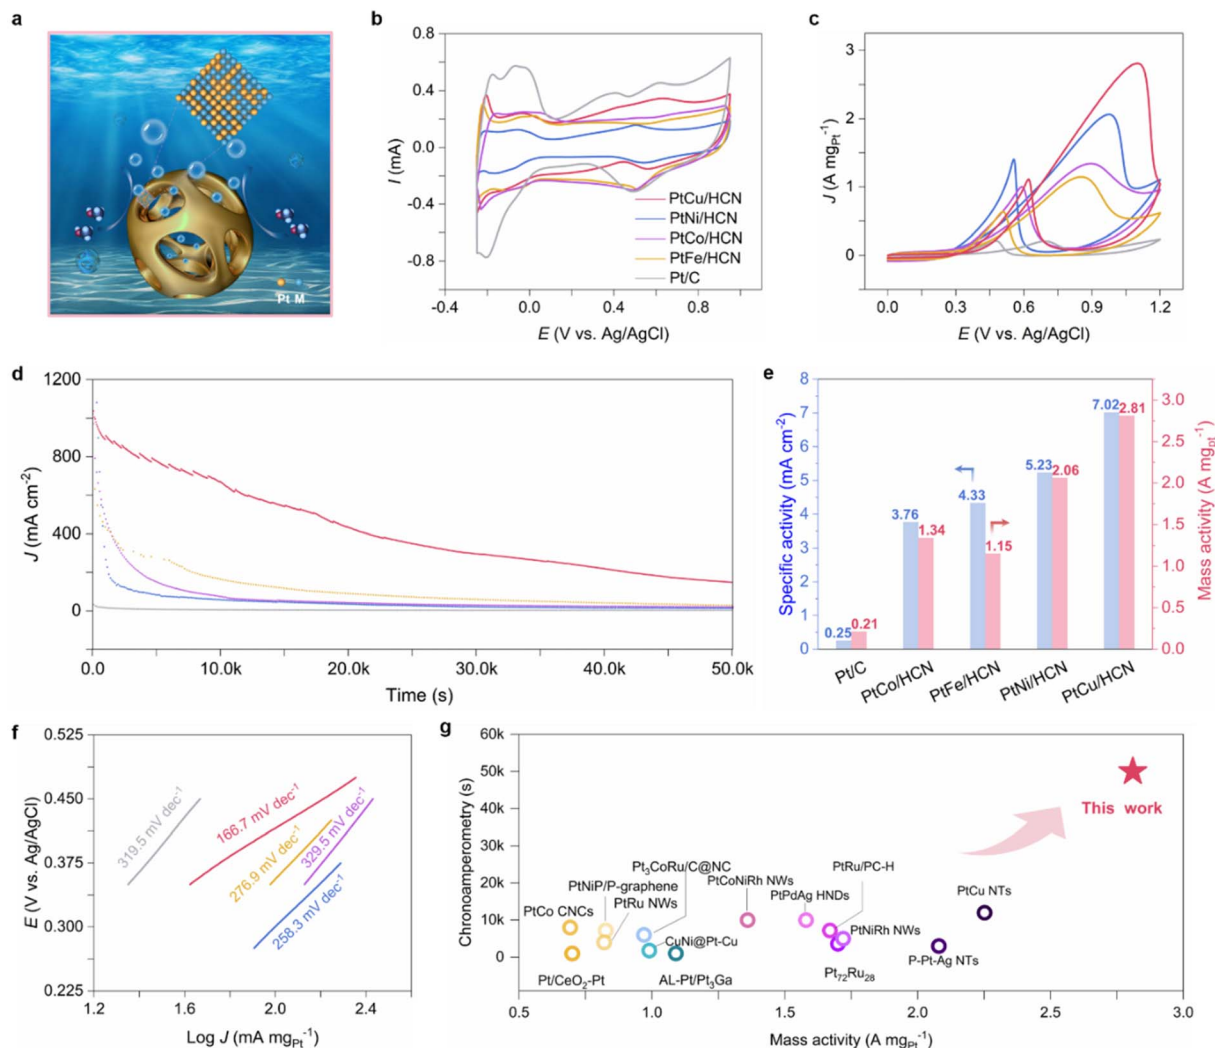 a
Pt M
b
0.8
0.4
0.0
-0.4
-0.8
I (mA)
-0.4
0.0
0.4
0.8
E (V vs. Ag/AgCl)
PtCu/HCN
PtNi/HCN
PtCo/HCN
PtFe/HCN
Pt/C
c
3
2
1
0
J (A mgPt⁻¹)
0.0
0.3
0.6
0.9
1.2
E (V vs. Ag/AgCl)
d
1200
800
400
0
J (mA cm⁻²)
0.0
10.0k
20.0k
30.0k
40.0k
50.0k
Time (s)
e
8
7
6
5
4
3
2
1
0
Specific activity (mA cm⁻²)
0.25
0.21
3.76
1.34
4.33
1.15
5.23
2.06
7.02
2.81
3.0
2.5
2.0
1.5
1.0
0.5
0.0
Mass activity (A mgPt⁻¹)
Pt/C
PtCo/HCN
PtFe/HCN
PtNi/HCN
PtCu/HCN
f
0.525
0.450
0.375
0.300
0.225
E (V vs. Ag/AgCl)
319.5 mV dec⁻¹
166.7 mV dec⁻¹
276.9 mV dec⁻¹
329.5 mV dec⁻¹
258.3 mV dec⁻¹
1.2
1.6
2.0
2.4
Log J (mA mgPt⁻¹)
g
60k
50k
40k
30k
20k
10k
0
Chronoamperometry (s)
This work
Pt₃CoRu/C@NC
PtNiP/P-graphene
PtRu NWs
PtCo CNCs
Pt/CeO₂-Pt
CuNi@Pt-Cu
AL-Pt/Pt₃Ga
PtCoNiRh NWs
PtPdAg HNDs
PtRu/PC-H
PtNiRh NWs
Pt₇₂Ru₂₈
P-Pt-Ag NTs
PtCu NTs
0.5
1.0
1.5
2.0
2.5
3.0
Mass activity (A mgPt⁻¹)